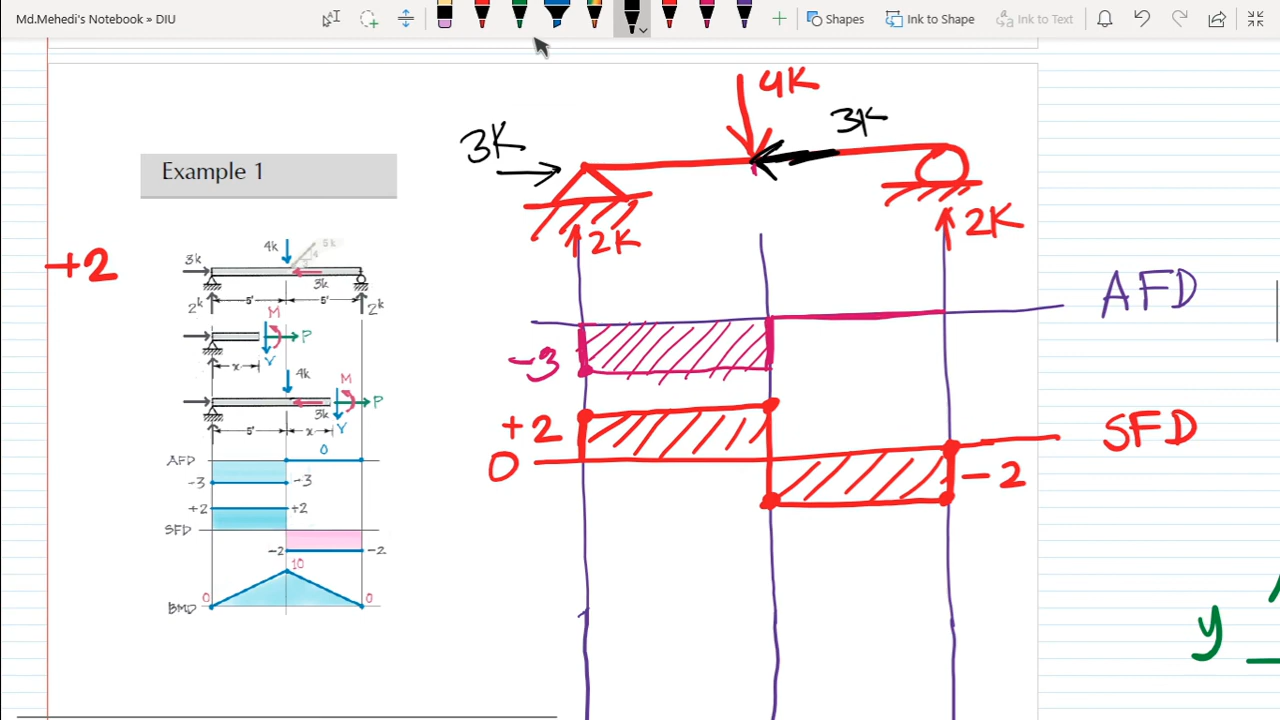 Md.Mehedi's Notebook » DIU
Shapes
Ink to Shape
Ink to Text
Example 1
4k
5k
3k
3k
2k
5'
5'
2k
M
P
V
x
4k
M
P
3k
V
5'
x
AFD
0
-3
-3
+2
+2
SFD
-2
-2
10
BMD
0
0
+2
4K
3K
3K
2K
2K
AFD
-3
+2
0
SFD
-2
y